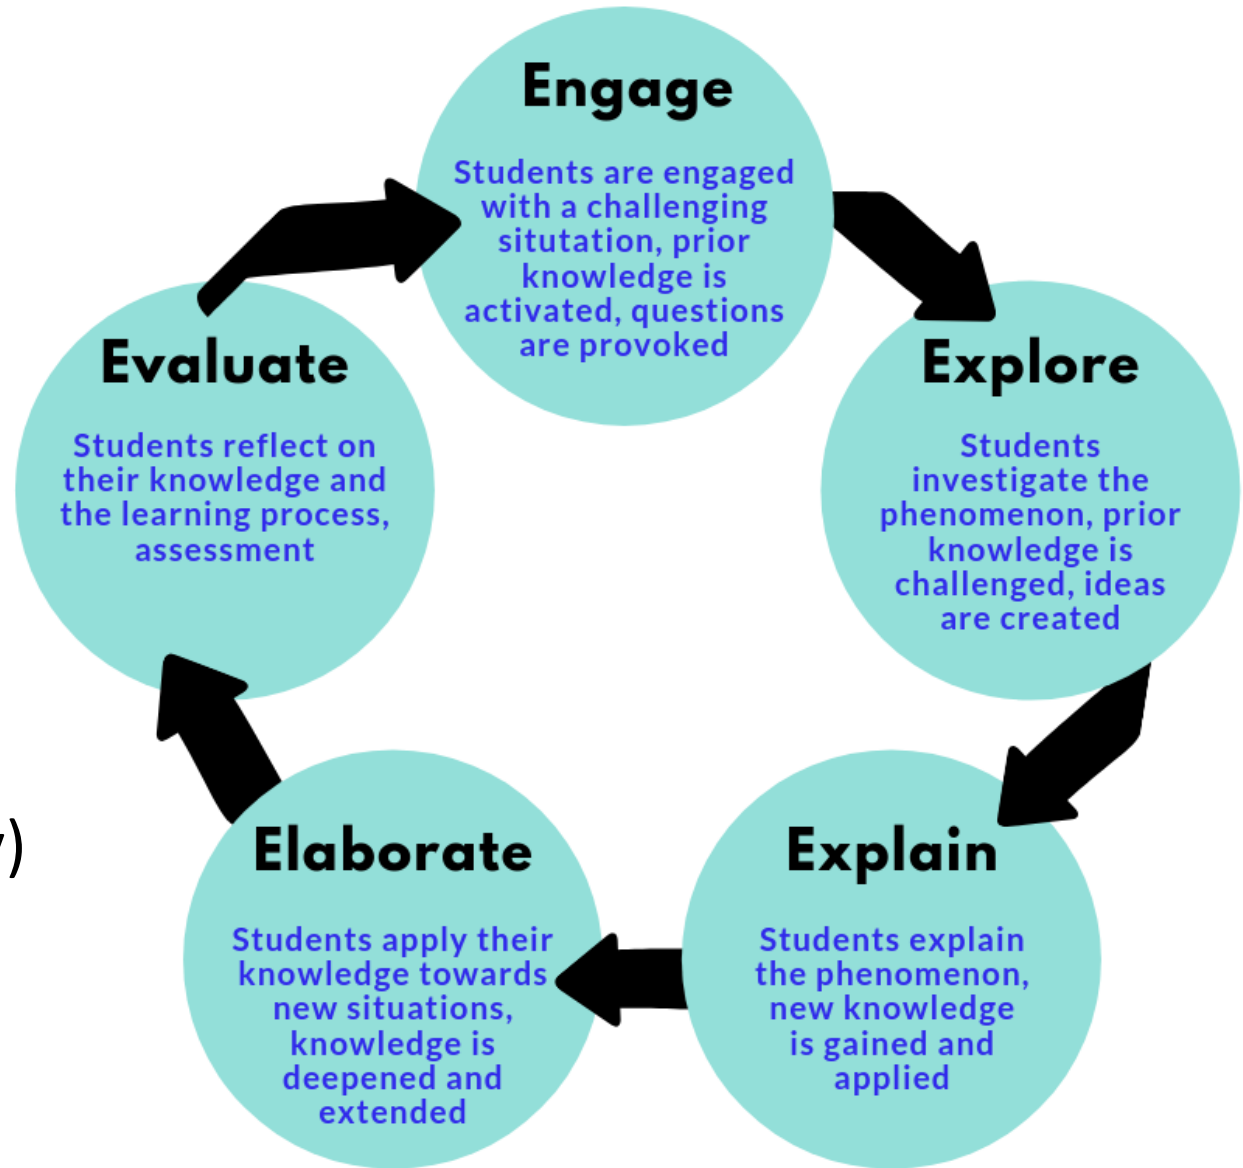 Engage
Students are engaged
with a challenging
situtation, prior
knowledge is
activated, questions
are provoked
Explore
Students
investigate the
phenomenon, prior
knowledge is
challenged, ideas
are created
Explain
Students explain
the phenomenon,
new knowledge
is gained and
applied
Elaborate
Students apply their
knowledge towards
new situations,
knowledge is
deepened and
extended
Evaluate
Students reflect on
their knowledge and
the learning process,
assessment